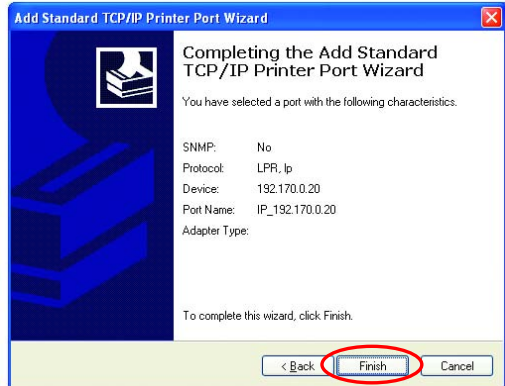 Add Standard TCP/IP Printer Port Wizard
Completing the Add Standard
TCP/IP Printer Port Wizard
You have selected a port with the following characteristics.
SNMP: No
Protocol: LPR, lp
Device: 192.170.0.20
Port Name: IP_192.170.0.20
Adapter Type:
To complete this wizard, click Finish.
< Back Finish Cancel